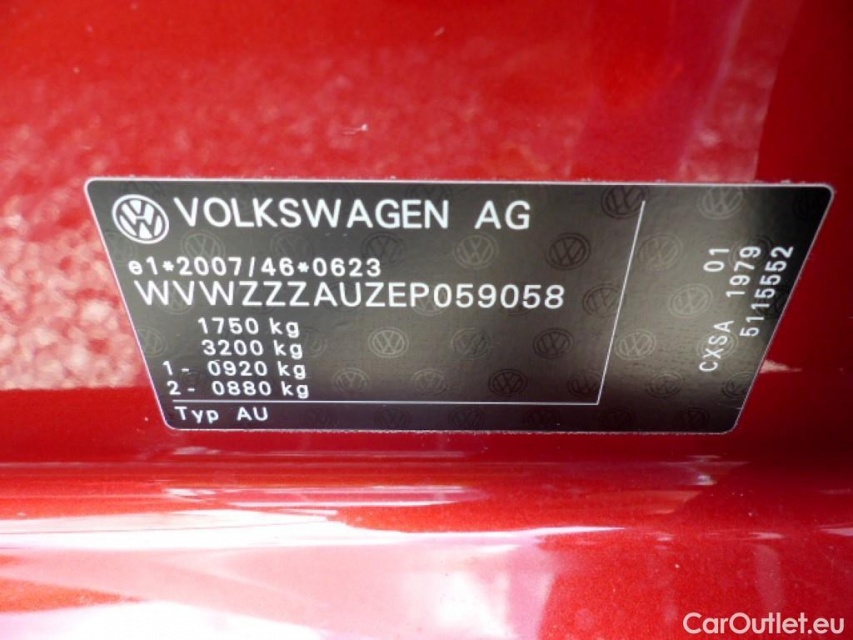 VOLKSWAGEN AG
e1*2007/46*0623
WVWZZZAUZEP059058
1750 kg
3200 kg
1- 0920 kg
2- 0880 kg
Typ AU
01
CXSA 1979
5115552
CarOutlet.eu